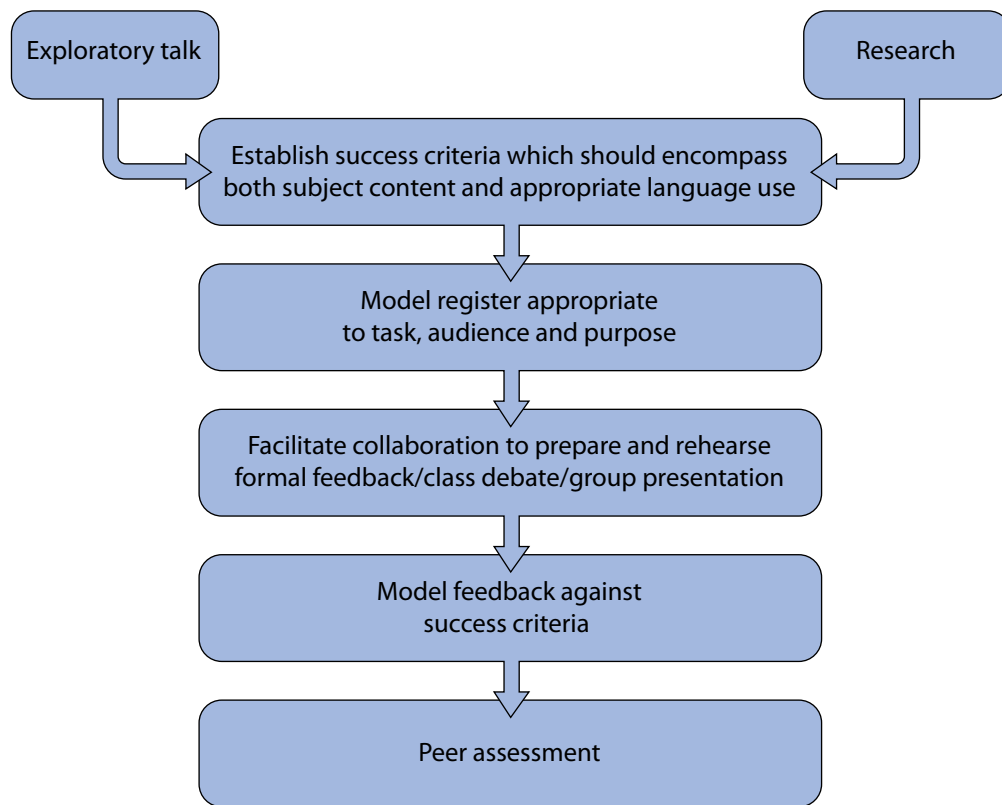 Exploratory talk
Research
Establish success criteria which should encompass
both subject content and appropriate language use
Model register appropriate
to task, audience and purpose
Facilitate collaboration to prepare and rehearse
formal feedback/class debate/group presentation
Model feedback against
success criteria
Peer assessment